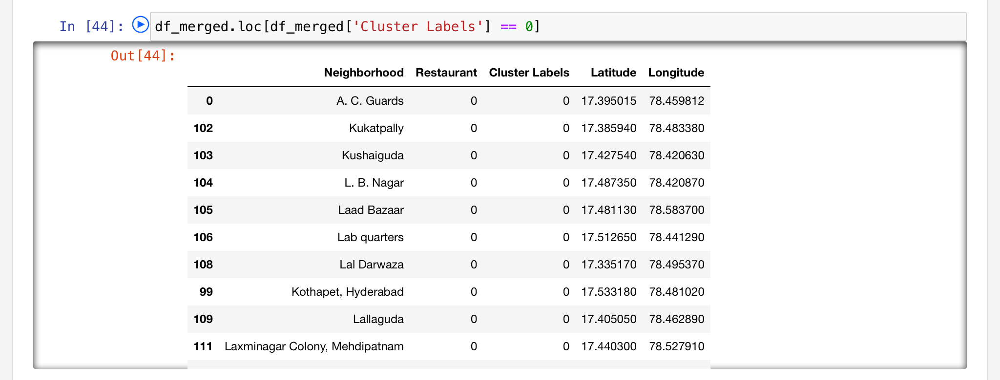 In [44]: df_merged.loc[df_merged['Cluster Labels'] == 0]
Out[44]:
Neighborhood Restaurant Cluster Labels Latitude Longitude
0 A. C. Guards 0 0 17.395015 78.459812
102 Kukatpally 0 0 17.385940 78.483380
103 Kushaiguda 0 0 17.427540 78.420630
104 L. B. Nagar 0 0 17.487350 78.420870
105 Laad Bazaar 0 0 17.481130 78.583700
106 Lab quarters 0 0 17.512650 78.441290
108 Lal Darwaza 0 0 17.335170 78.495370
99 Kothapet, Hyderabad 0 0 17.533180 78.481020
109 Lallaguda 0 0 17.405050 78.462890
111 Laxminagar Colony, Mehdipatnam 0 0 17.440300 78.527910